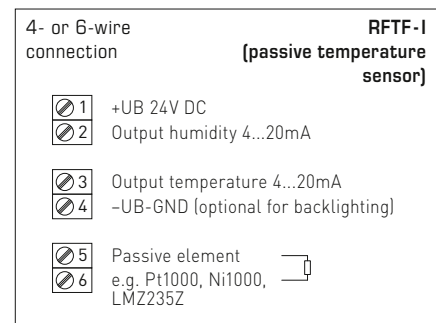 4- or 6-wire
connection
RFTF-I
(passive temperature
sensor)
1 +UB 24V DC
2 Output humidity 4...20mA
3 Output temperature 4...20mA
4 –UB-GND (optional for backlighting)
5 Passive element
6 e.g. Pt1000, Ni1000,
LMZ235Z